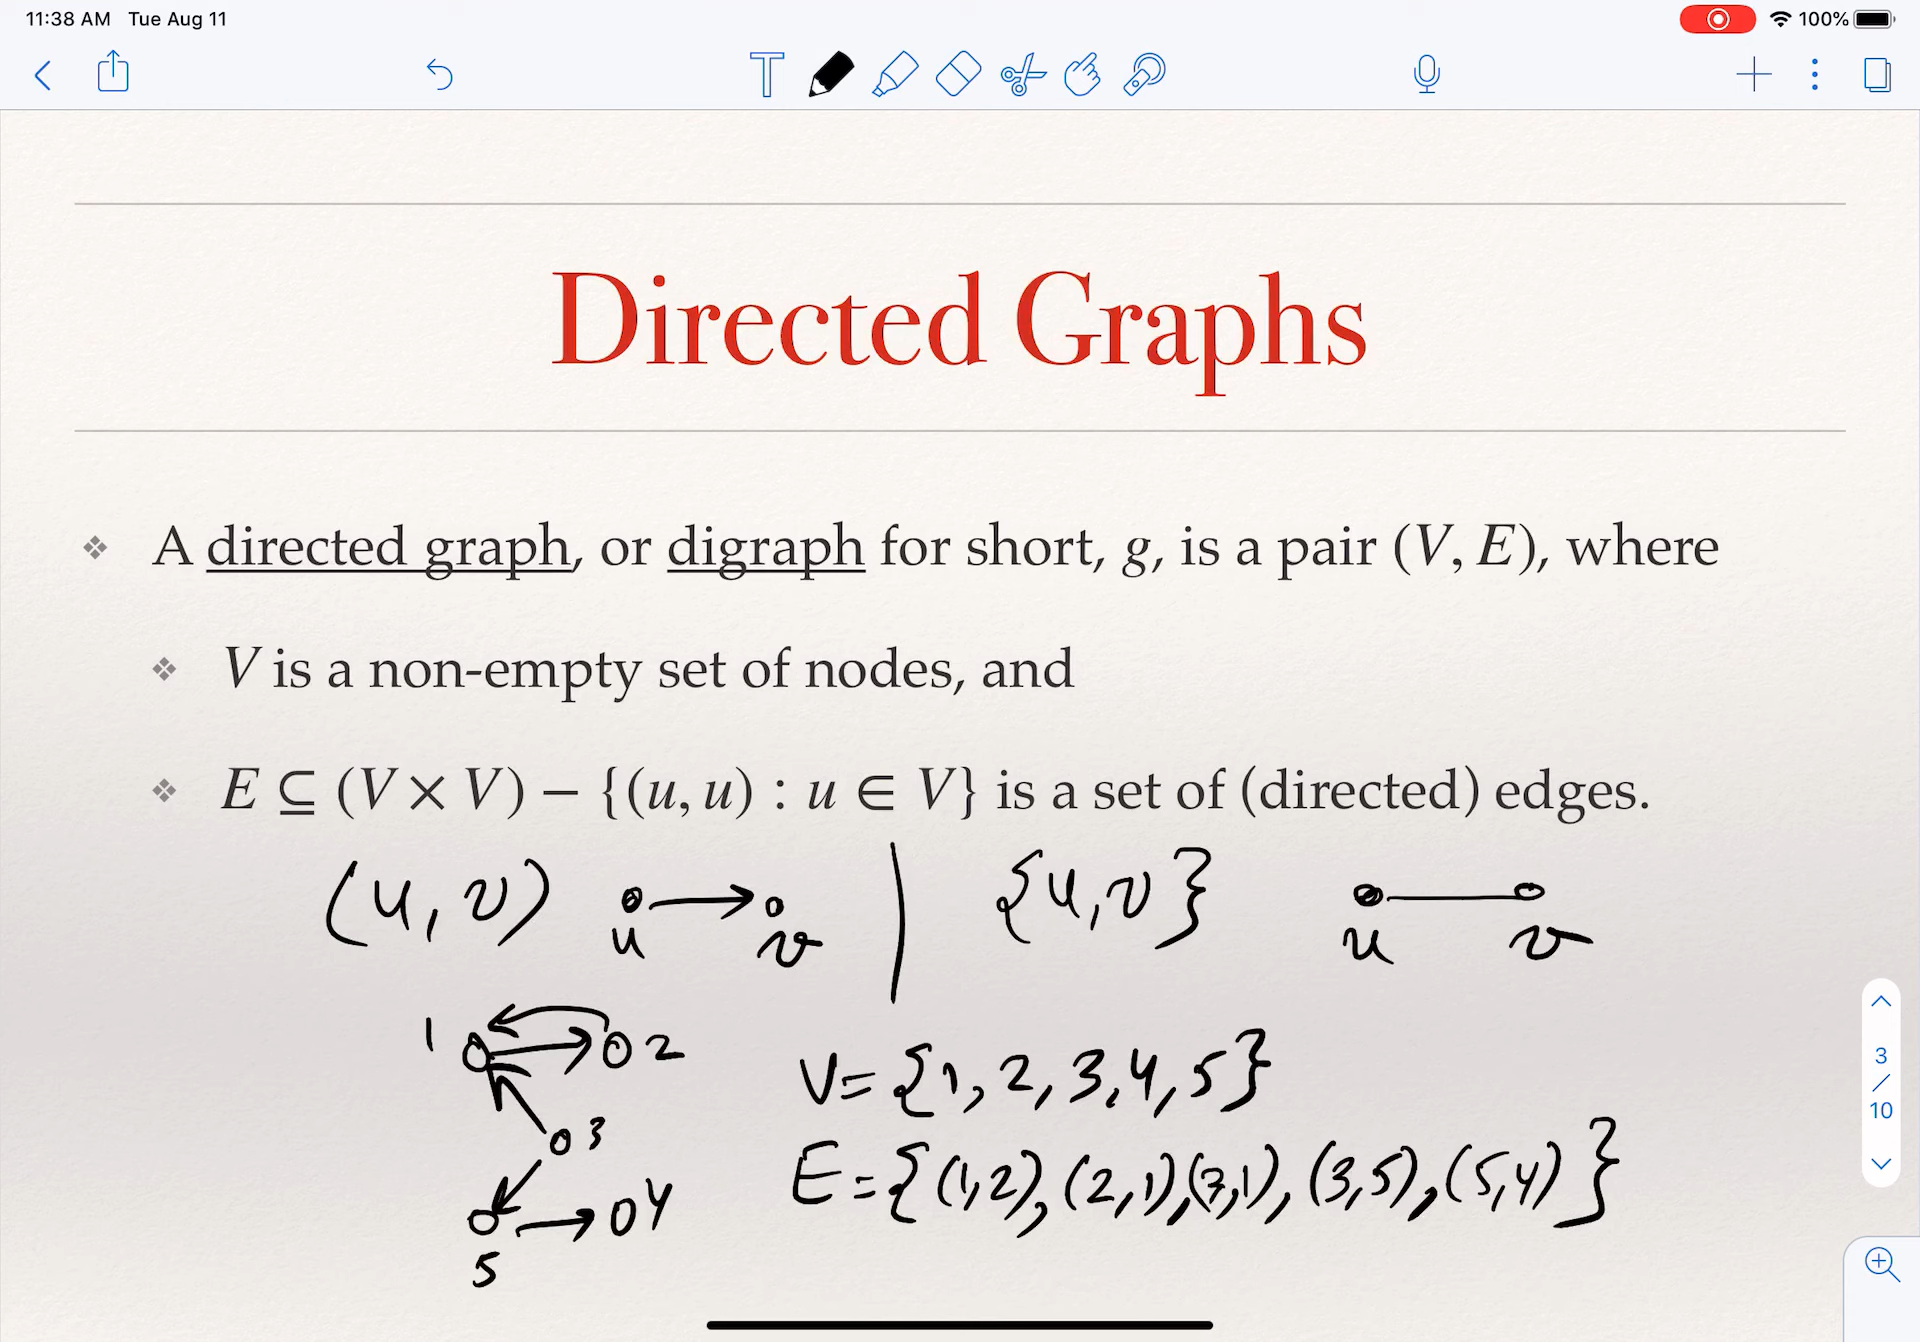 11:38 AM Tue Aug 11 100%
Directed Graphs
❖ A directed graph, or digraph for short, g, is a pair (V, E), where
❖ V is a non-empty set of nodes, and
❖ E ⊆ (V × V) − {(u, u) : u ∈ V} is a set of (directed) edges.
(u, v) u v | {u, v} u v
1 2
V = {1, 2, 3, 4, 5}
3
E = {(1,2), (2,1), (3,1), (3,5), (5,4)}
4
5
3
/
10